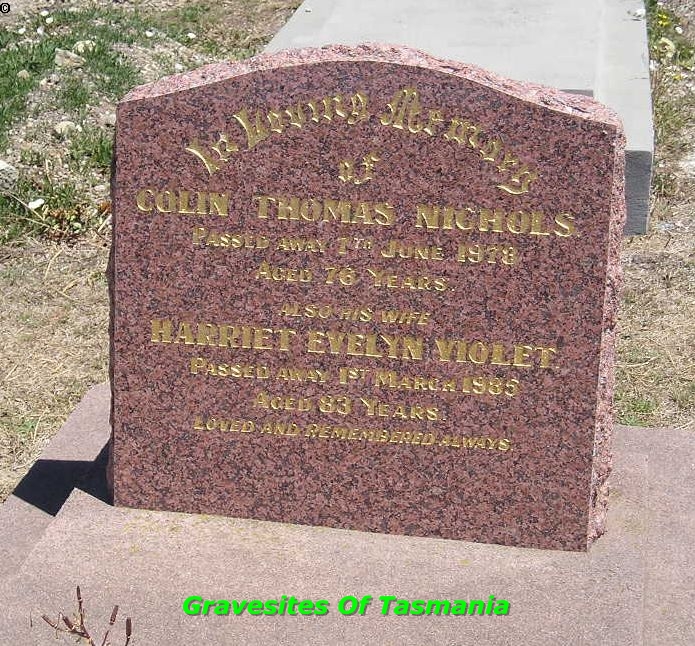 ©
In Loving Memory
of
COLIN THOMAS NICHOLS
PASSED AWAY 7TH JUNE 1978
AGED 76 YEARS.
ALSO HIS WIFE
HARRIET EVELYN VIOLET
PASSED AWAY 1ST MARCH 1985
AGED 83 YEARS.
LOVED AND REMEMBERED ALWAYS.
Gravesites Of Tasmania